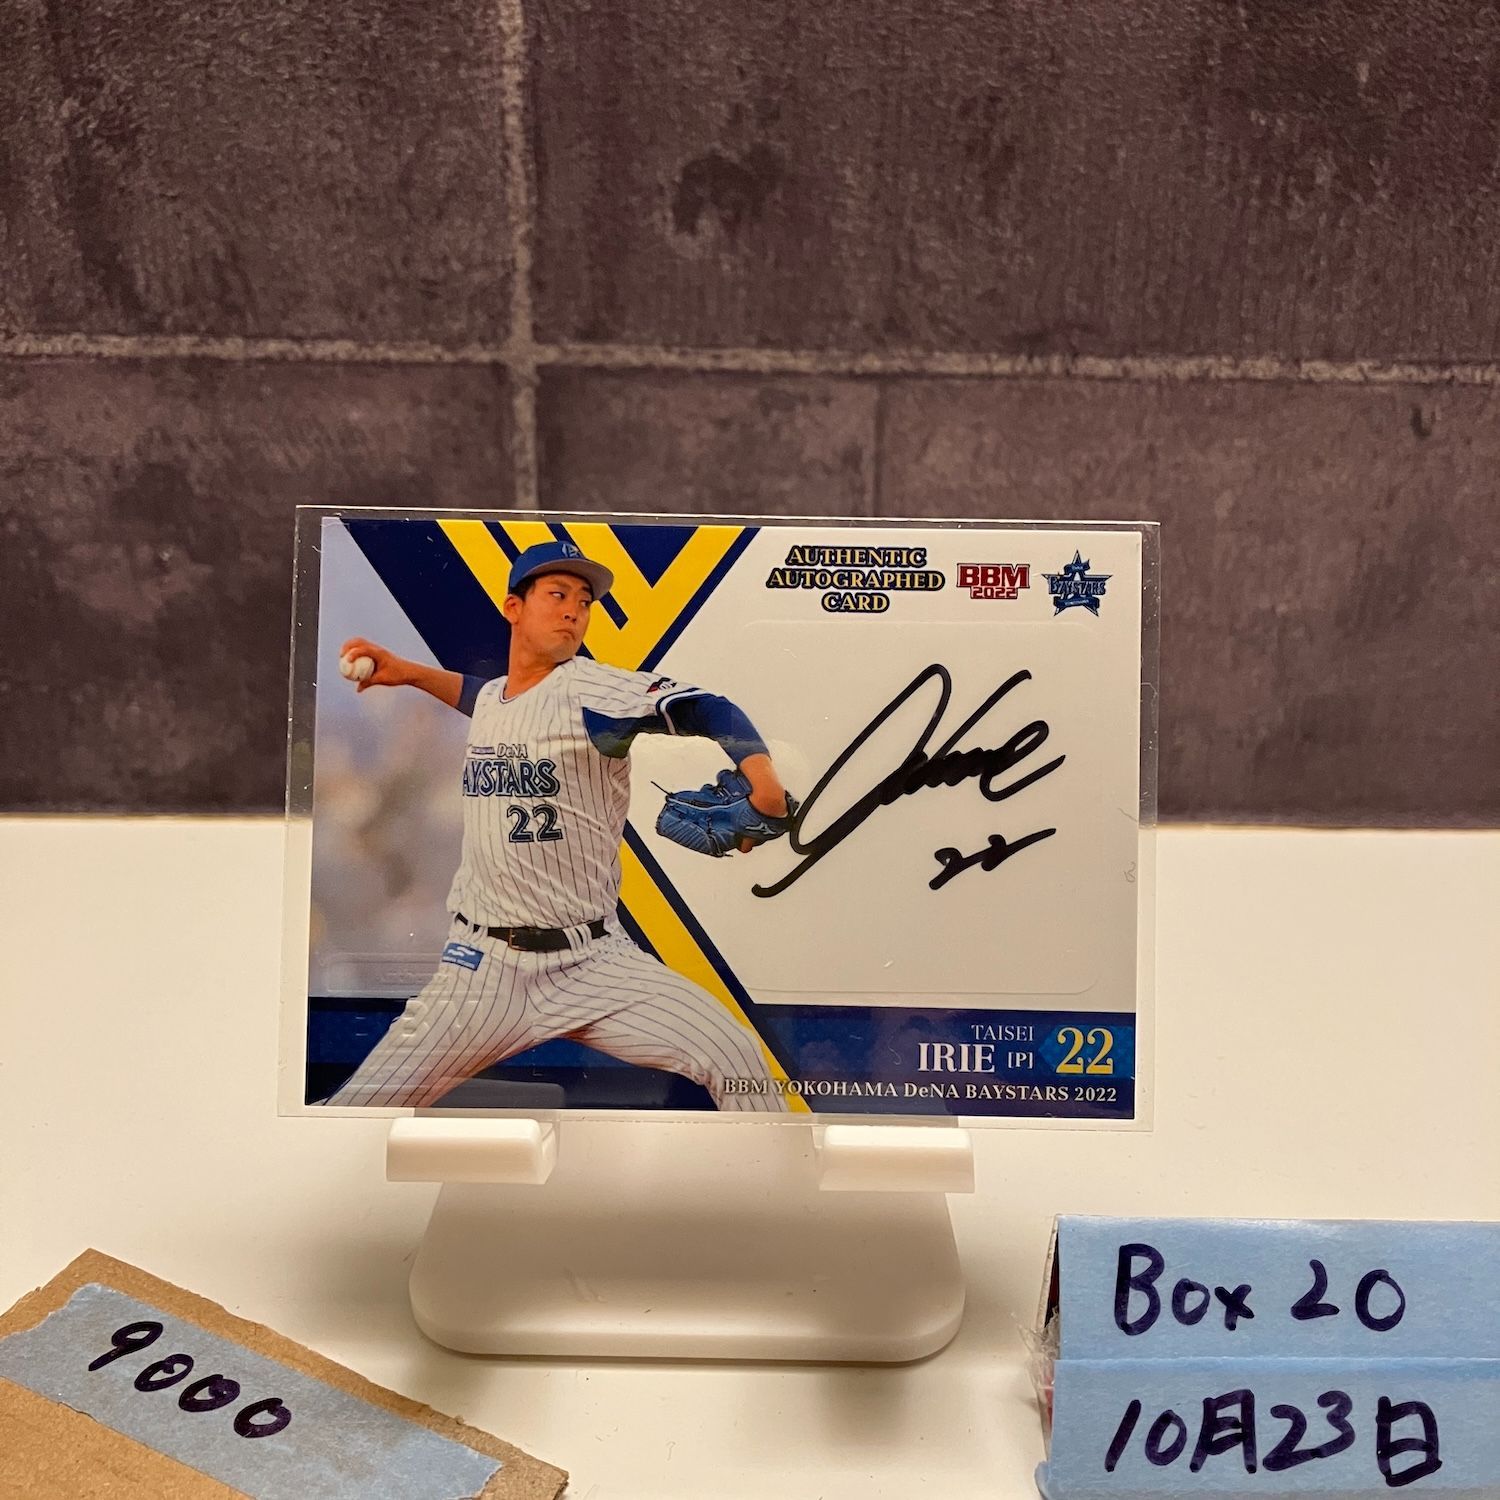 AUTHENTIC
AUTOGRAPHED
CARD
BBM
2022
BAYSTARS
DeNA
BAYSTARS
22
22
TAISEI
IRIE [P] 22
BBM YOKOHAMA DeNA BAYSTARS 2022
9000
Box 20
10月23日